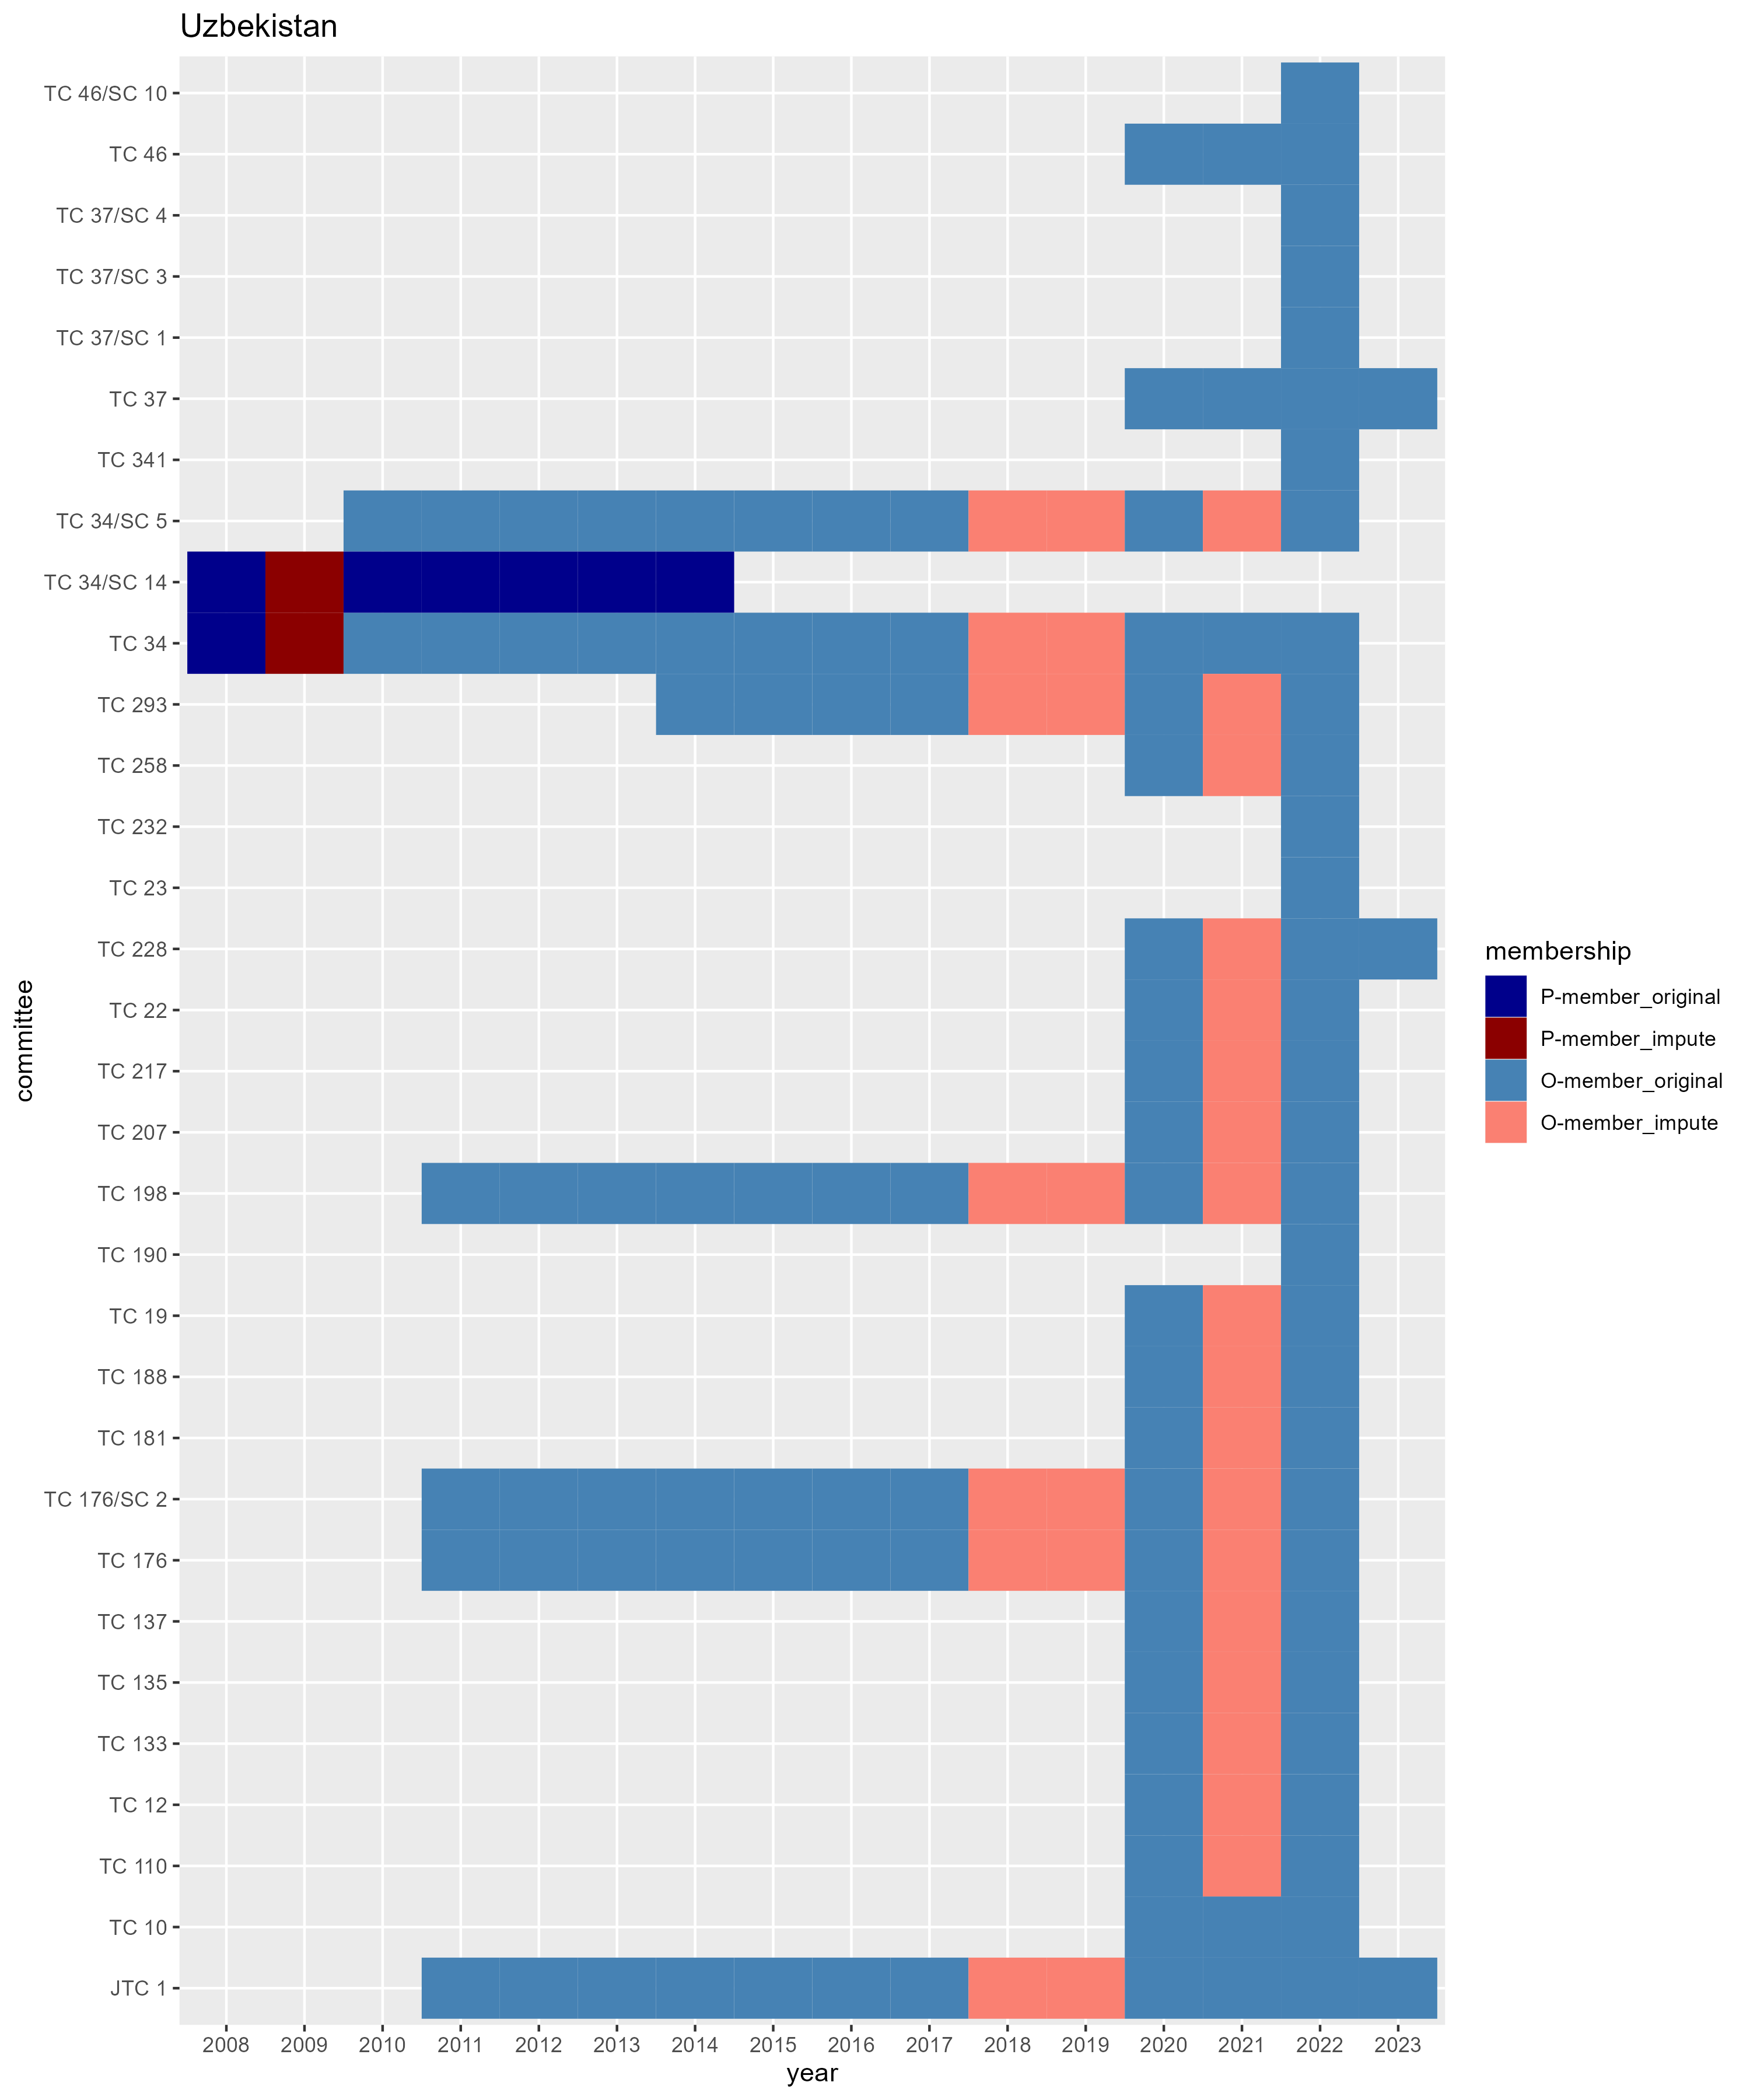 Uzbekistan
TC 46/SC 10
TC 46
TC 37/SC 4
TC 37/SC 3
TC 37/SC 1
TC 37
TC 341
TC 34/SC 5
TC 34/SC 14
TC 34
TC 293
TC 258
TC 232
TC 23
TC 228
TC 22
TC 217
TC 207
TC 198
TC 190
TC 19
TC 188
TC 181
TC 176/SC 2
TC 176
TC 137
TC 135
TC 133
TC 12
TC 110
TC 10
JTC 1
committee
2008 2009 2010 2011 2012 2013 2014 2015 2016 2017 2018 2019 2020 2021 2022 2023
year
membership
P-member_original
P-member_impute
O-member_original
O-member_impute